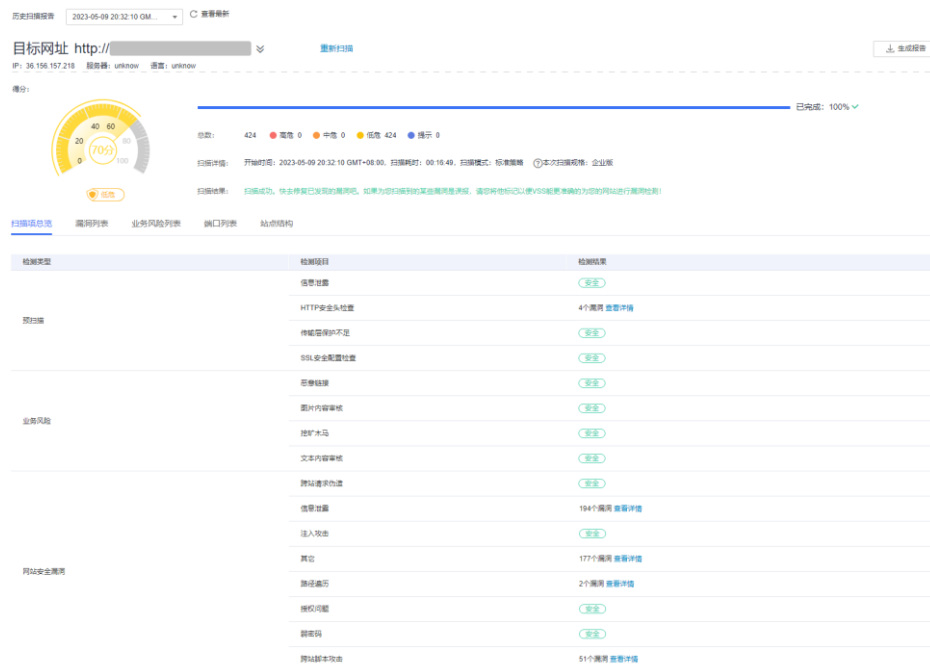 历史扫描报告 2023-05-09 20:32:10 GM... 查看最新
目标网址 http:// 重新扫描 生成报告
IP: 36.156.157.218 服务器: unknow 语言: unknow
得分:
0 20 40 60 80 100
70分
低危
已完成: 100%
总数: 424 高危 0 中危 0 低危 424 提示 0
扫描详情: 开始时间: 2023-05-09 20:32:10 GMT+08:00, 扫描耗时: 00:16:49, 扫描模式: 标准策略 ?本次扫描规格: 企业版
扫描结果: 扫描成功。快去修复已发现的漏洞吧。如果为您扫描到的某些漏洞是误报，请您将他标记以便VSS能更准确的为您的网站进行漏洞检测！
扫描项总览 漏洞列表 业务风险列表 端口列表 站点结构
检测类型 检测项目 检测结果
预扫描
信息泄露 安全
HTTP安全头检查 4个漏洞 查看详情
传输层保护不足 安全
SSL安全配置检查 安全
业务风险
恶意链接 安全
图片内容审核 安全
挖矿木马 安全
文本内容审核 安全
网站安全漏洞
跨站请求伪造 安全
信息泄露 194个漏洞 查看详情
注入攻击 安全
其它 177个漏洞 查看详情
路径遍历 2个漏洞 查看详情
授权问题 安全
弱密码 安全
跨站脚本攻击 51个漏洞 查看详情